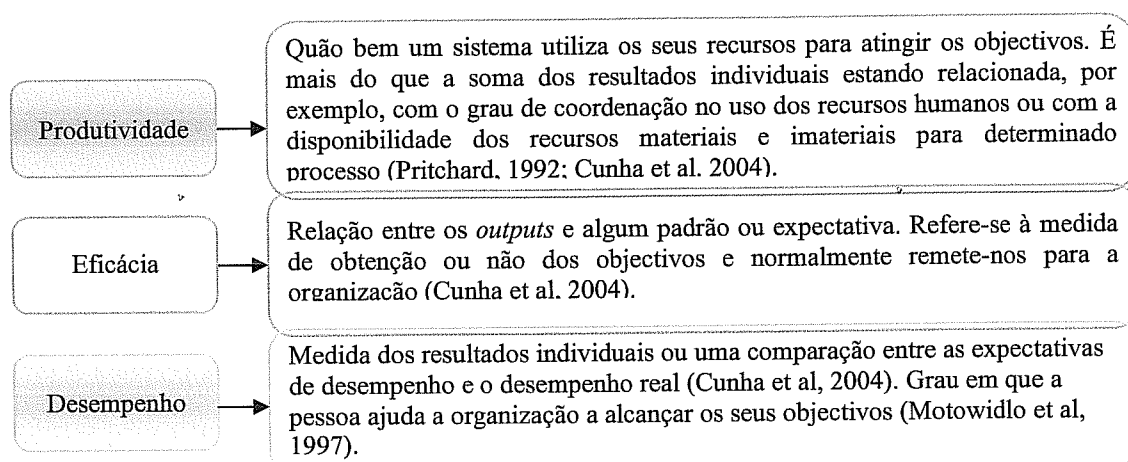 Produtividade
Quão bem um sistema utiliza os seus recursos para atingir os objectivos. É
mais do que a soma dos resultados individuais estando relacionada, por
exemplo, com o grau de coordenação no uso dos recursos humanos ou com a
disponibilidade dos recursos materiais e imateriais para determinado
processo (Pritchard, 1992; Cunha et al. 2004).
Eficácia
Relação entre os outputs e algum padrão ou expectativa. Refere-se à medida
de obtenção ou não dos objectivos e normalmente remete-nos para a
organização (Cunha et al, 2004).
Desempenho
Medida dos resultados individuais ou uma comparação entre as expectativas
de desempenho e o desempenho real (Cunha et al, 2004). Grau em que a
pessoa ajuda a organização a alcançar os seus objectivos (Motowidlo et al,
1997).